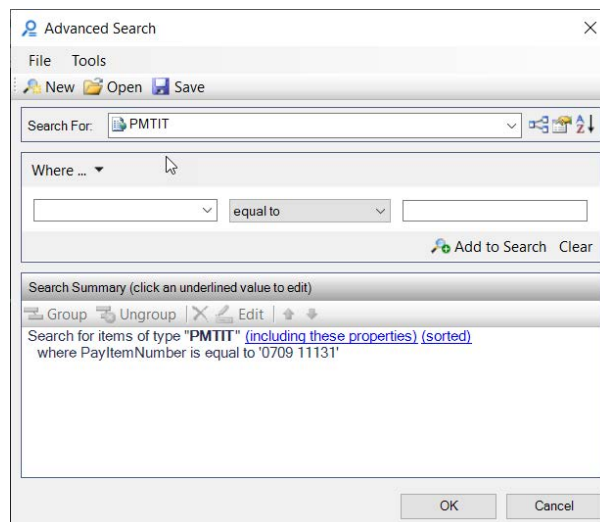 Advanced Search
File Tools
New Open Save
Search For: PMTIT
Where ...
equal to
Add to Search Clear
Search Summary (click an underlined value to edit)
Group Ungroup Edit
Search for items of type "PMTIT" (including these properties) (sorted)
where PayItemNumber is equal to '0709 11131'
OK Cancel